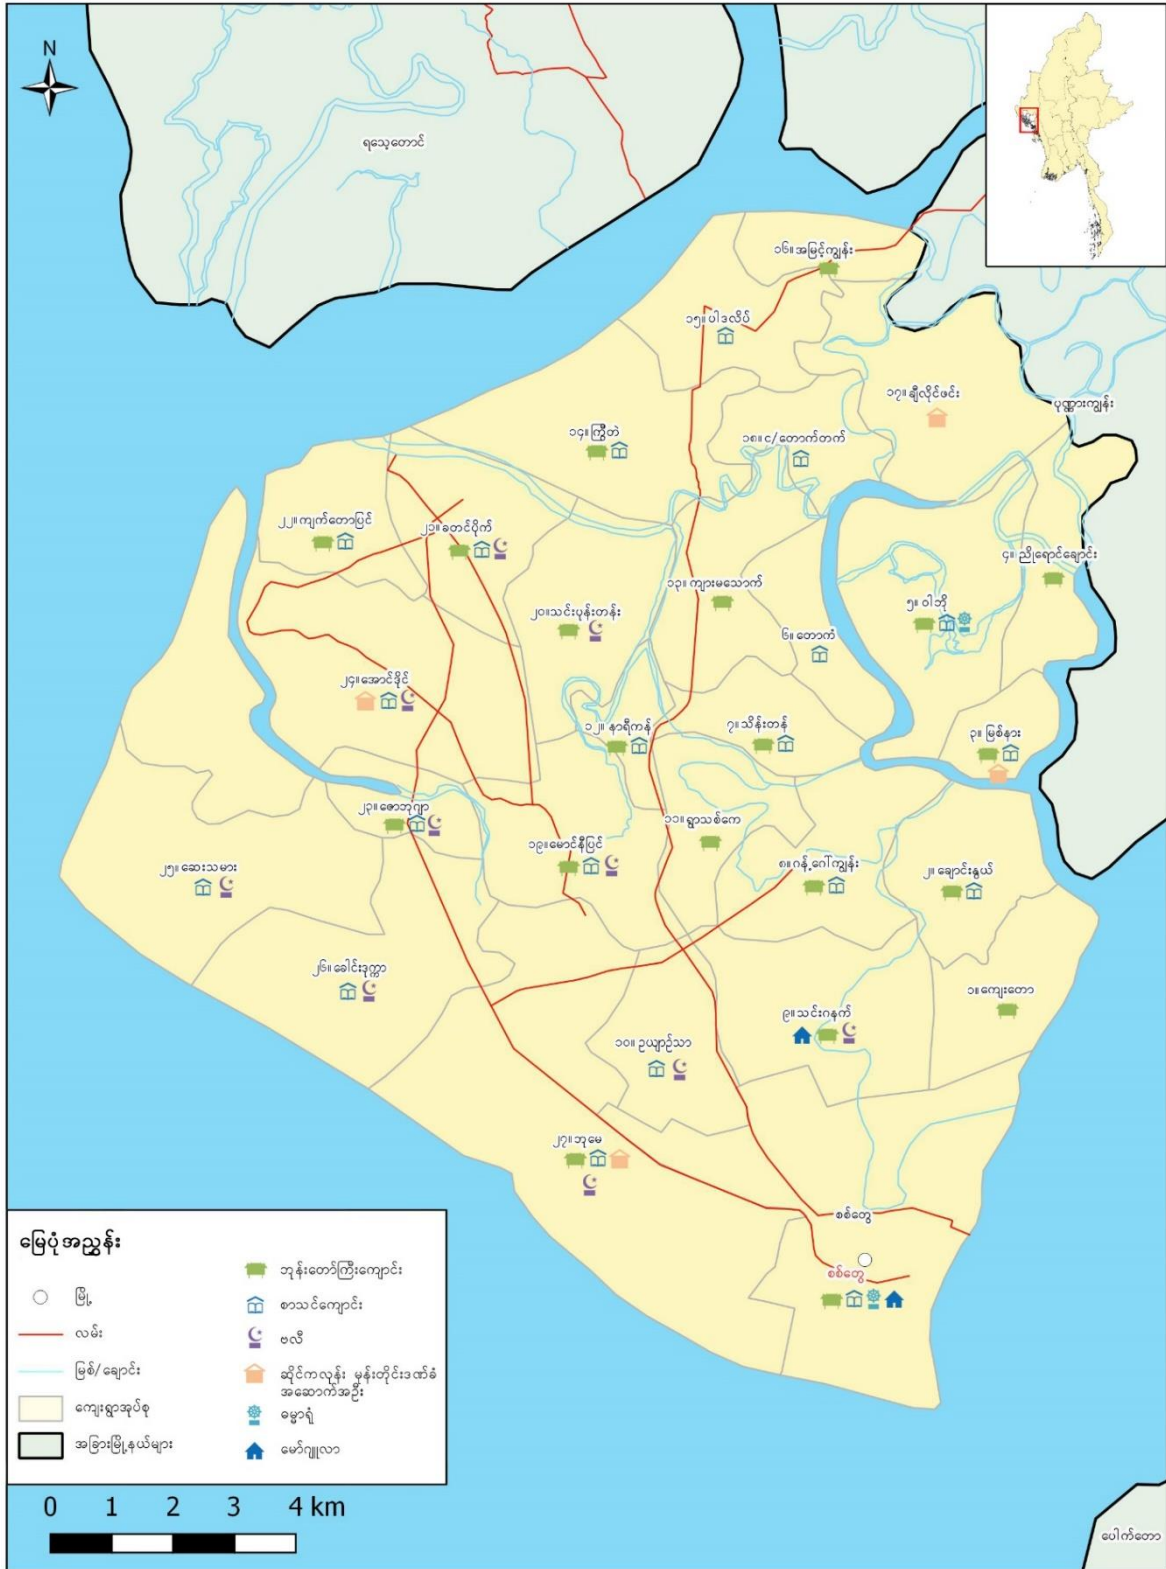 N
ရသေ့တောင်
၁၆။ အမြင့်ကျွန်း
၁၅။ ပါဒလိပ်
၁၇။ ချီလိုင်ဖင်း
ပုဏ္ဏားကျွန်း
၁၄။ ကြွီတဲ
၁၈။ င/တောက်တက်
၂၂။ ကျက်တောပြင်
၂၁။ ခတင်ပိုက်
၄။ ညိုရောင်ချောင်း
၁၃။ ကျားမသောက်
၅။ ဝါဘို
၂၀။ သင်းပုန်းတန်း
၆။ တောကံ
၂၄။ အောင်ဒိုင်
၁၂။ နာရီကန်
၇။ သိန်းတန်
၃။ မြစ်နား
၂၃။ ဇောဘုဂျာ
၁၁။ ရွာသစ်ကေ
၁၉။ မောင်နီပြင်
၈။ ဂန့်ဂေါ်ကျွန်း
၂။ ချောင်းနွယ်
၂၅။ ဆေးသမား
၂၆။ ခေါင်းဒုက္ကာ
၁။ ကျေးတော
၉။ သင်းဂနက်
၁၀။ ဥယျာဉ်သာ
၂၇။ ဘုမေ
စစ်တွေ
စစ်တွေ
မြေပုံအညွှန်း
မြို့
လမ်း
မြစ်/ချောင်း
ကျေးရွာအုပ်စု
အခြားမြို့နယ်များ
ဘုန်းတော်ကြီးကျောင်း
စာသင်ကျောင်း
ဗလီ
ဆိုင်ကလုန်း မုန်တိုင်းဒဏ်ခံ
အဆောက်အဦး
ဓမ္မာရုံ
မော်ဂျူလာ
0 1 2 3 4 km
ပေါက်တော